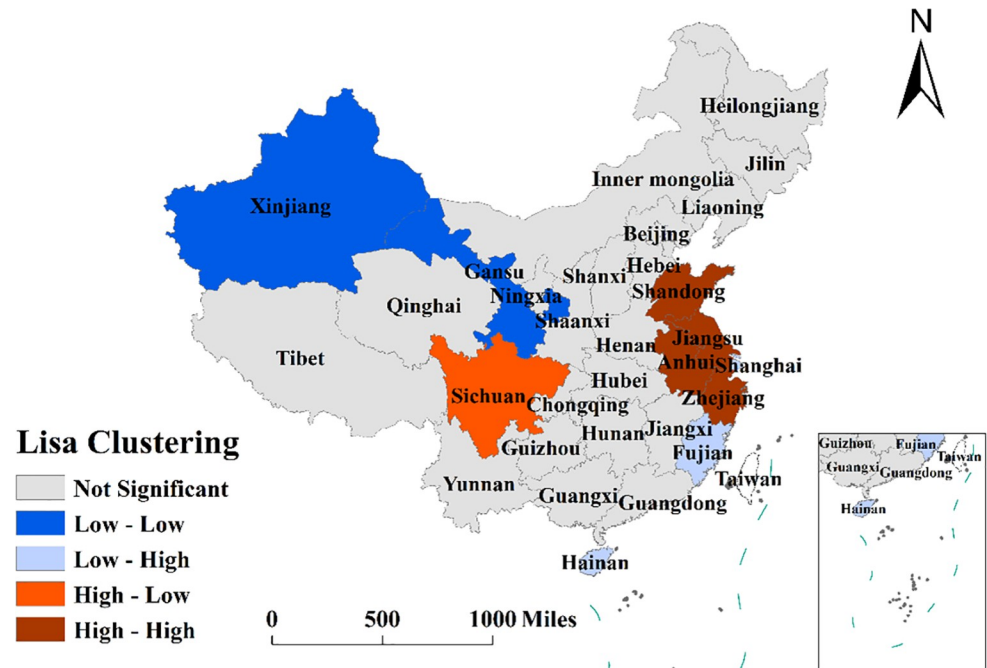 N
Heilongjiang
Jilin
Inner mongolia
Liaoning
Xinjiang
Beijing
Gansu
Shanxi
Hebei
Ningxia
Shandong
Qinghai
Shaanxi
Jiangsu
Henan
Tibet
Anhui
Shanghai
Hubei
Sichuan
Zhejiang
Chongqing
Hunan
Jiangxi
Guizhou
Fujian
Yunnan
Taiwan
Guangxi
Guangdong
Hainan
Lisa Clustering
Not Significant
Low - Low
Low - High
High - Low
High - High
0 500 1000 Miles
Guizhou
Fujian
Taiwan
Guangxi
Guangdong
Hainan